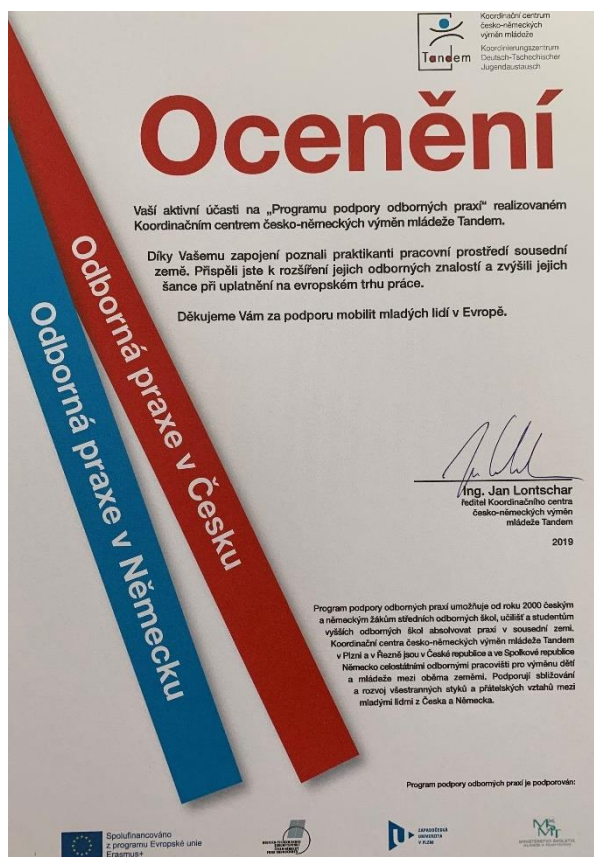 Koordinační centrum
česko-německých
výměn mládeže
Koordinierungszentrum
Deutsch-Tschechischer
Jugendaustausch
Tandem
Ocenění
Vaší aktivní účasti na „Programu podpory odborných praxí“ realizovaném
Koordinačním centrem česko-německých výměn mládeže Tandem.
Díky Vašemu zapojení poznali praktikanti pracovní prostředí sousední
země. Přispěli jste k rozšíření jejich odborných znalostí a zvýšili jejich
šance při uplatnění na evropském trhu práce.
Děkujeme Vám za podporu mobilit mladých lidí v Evropě.
Odborná praxe v Česku
Odborná praxe v Německu
Ing. Jan Lontschar
ředitel Koordinačního centra
česko-německých výměn
mládeže Tandem
2019
Program podpory odborných praxí umožňuje od roku 2000 českým
a německým žákům středních odborných škol, učilišť a studentům
vyšších odborných škol absolvovat praxi v sousední zemi.
Koordinační centra česko-německých výměn mládeže Tandem
v Plzni a v Řezně jsou v České republice a ve Spolkové republice
Německo celostátními odbornými pracovišti pro výměnu dětí
a mládeže mezi oběma zeměmi. Podporují sbližování
a rozvoj všestranných styků a přátelských vztahů mezi
mladými lidmi z Česka a Německa.
Program podpory odborných praxí je podporován:
Spolufinancováno
z programu Evropské unie
Erasmus+
ZÁPADOČESKÁ
UNIVERZITA
V PLZNI